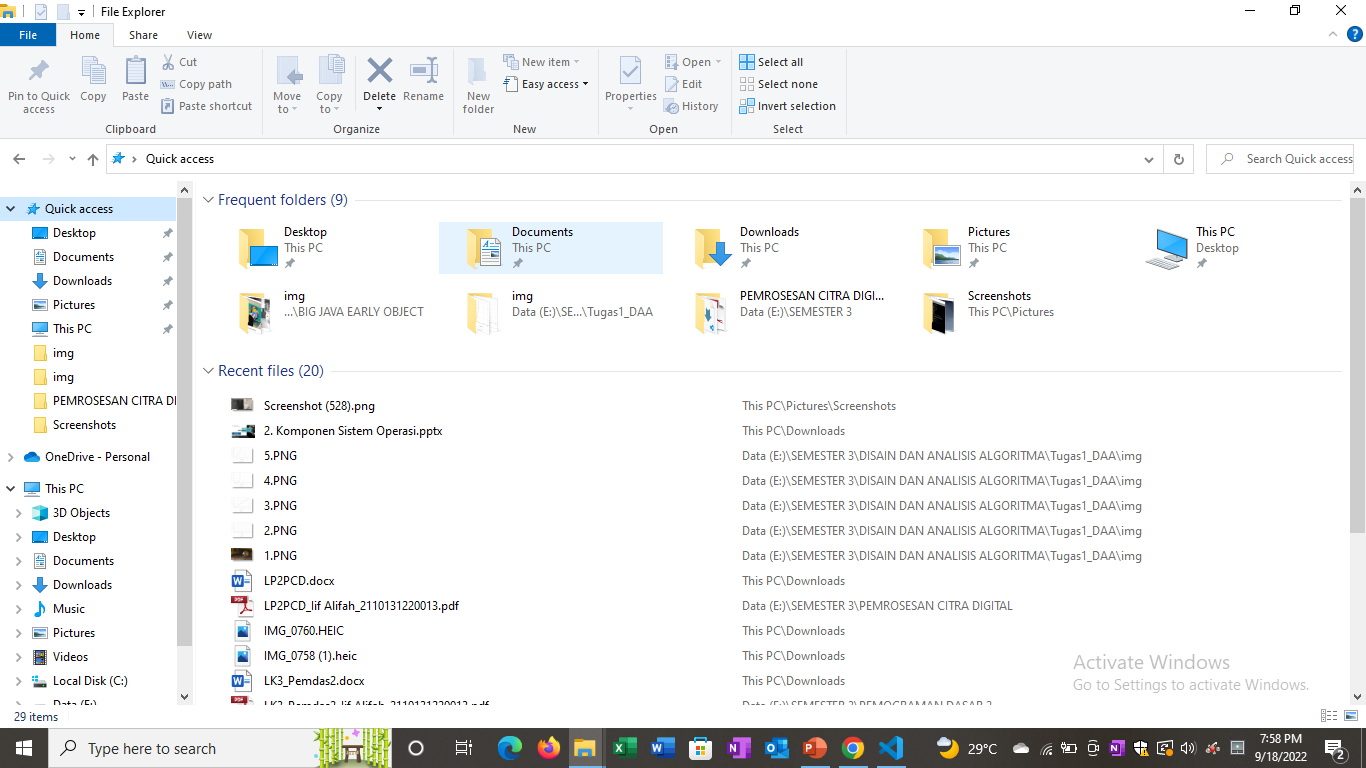 File Explorer
File Home Share View
Pin to Quick access
Copy
Paste
Cut
Copy path
Paste shortcut
Clipboard
Move to
Copy to
Delete
Rename
Organize
New folder
New item
Easy access
New
Properties
Open
Edit
History
Open
Select all
Select none
Invert selection
Select
Quick access
Search Quick access
Quick access
Desktop
Documents
Downloads
Pictures
This PC
img
img
PEMROSESAN CITRA DI
Screenshots
OneDrive - Personal
This PC
3D Objects
Desktop
Documents
Downloads
Music
Pictures
Videos
Local Disk (C:)
Data (E:)
Frequent folders (9)
Desktop
This PC
Documents
This PC
Downloads
This PC
Pictures
This PC
This PC
Desktop
img
...\BIG JAVA EARLY OBJECT
img
Data (E:)\SE...\Tugas1_DAA
PEMROSESAN CITRA DIGI...
Data (E:)\SEMESTER 3
Screenshots
This PC\Pictures
Recent files (20)
Screenshot (528).png This PC\Pictures\Screenshots
2. Komponen Sistem Operasi.pptx This PC\Downloads
5.PNG Data (E:)\SEMESTER 3\DISAIN DAN ANALISIS ALGORITMA\Tugas1_DAA\img
4.PNG Data (E:)\SEMESTER 3\DISAIN DAN ANALISIS ALGORITMA\Tugas1_DAA\img
3.PNG Data (E:)\SEMESTER 3\DISAIN DAN ANALISIS ALGORITMA\Tugas1_DAA\img
2.PNG Data (E:)\SEMESTER 3\DISAIN DAN ANALISIS ALGORITMA\Tugas1_DAA\img
1.PNG Data (E:)\SEMESTER 3\DISAIN DAN ANALISIS ALGORITMA\Tugas1_DAA\img
LP2PCD.docx This PC\Downloads
LP2PCD_Iif Alifah_2110131220013.pdf Data (E:)\SEMESTER 3\PEMROSESAN CITRA DIGITAL
IMG_0760.HEIC This PC\Downloads
IMG_0758 (1).heic This PC\Downloads
LK3_Pemdas2.docx This PC\Downloads
LK3_Pemdas2_Iif Alifah_2110131220013.pdf Data (E:)\SEMESTER 3\PEMOGRAMAN DASAR 2
Activate Windows
Go to Settings to activate Windows.
29 items
Type here to search
29°C
7:58 PM
9/18/2022
2